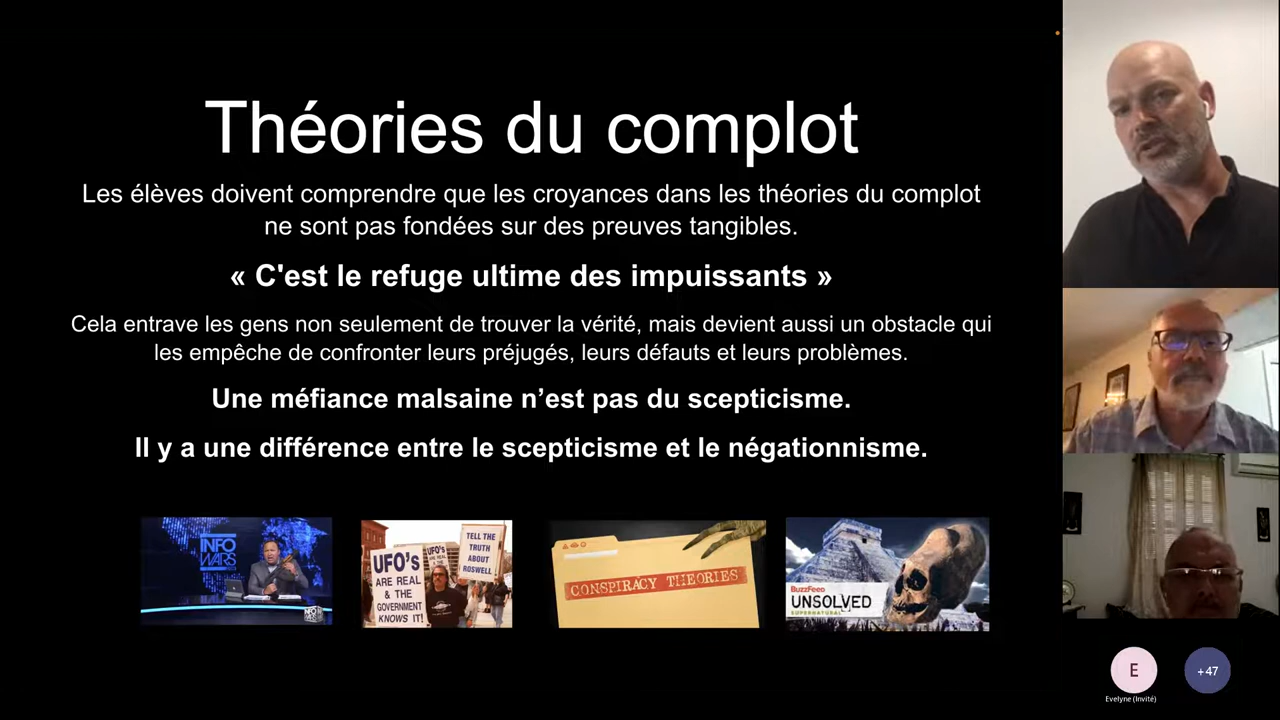 Théories du complot
Les élèves doivent comprendre que les croyances dans les théories du complot
ne sont pas fondées sur des preuves tangibles.
« C'est le refuge ultime des impuissants »
Cela entrave les gens non seulement de trouver la vérité, mais devient aussi un obstacle qui
les empêche de confronter leurs préjugés, leurs défauts et leurs problèmes.
Une méfiance malsaine n’est pas du scepticisme.
Il y a une différence entre le scepticisme et le négationnisme.
INFO
WARS
UFO's
ARE REAL
& THE
GOVERNMENT
KNOWS IT!
UFO's
TELL THE
TRUTH
ABOUT
ROSWELL
CONSPIRACY THEORIES
BuzzFeed
UNSOLVED
SUPERNATURAL
E
Evelyne (Invité)
+47